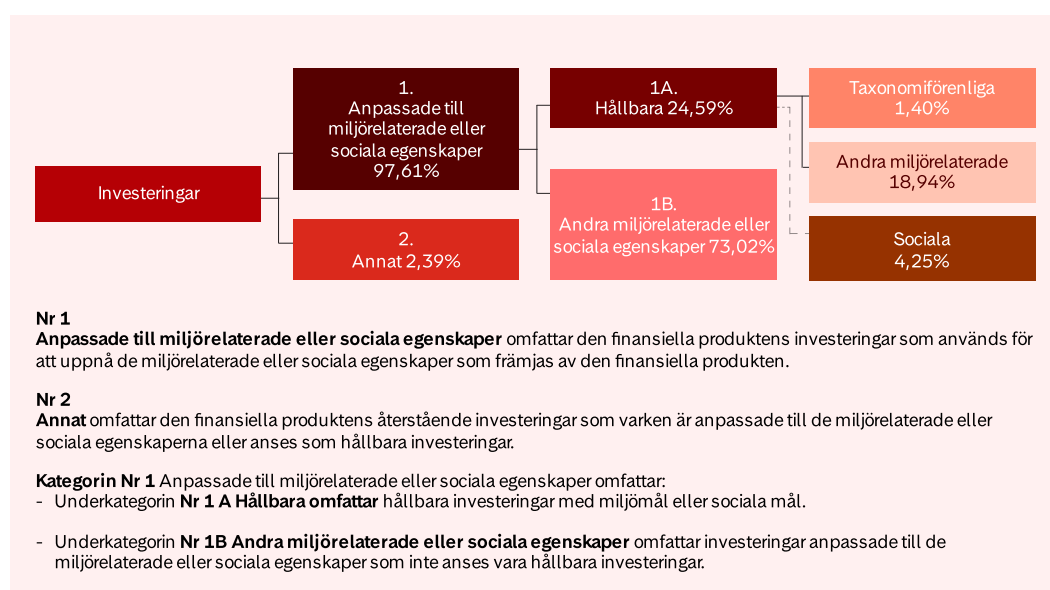 Investeringar
1.
Anpassade till
miljörelaterade eller
sociala egenskaper
97,61%
2.
Annat 2,39%
1A.
Hållbara 24,59%
1B.
Andra miljörelaterade eller
sociala egenskaper 73,02%
Taxonomiförenliga
1,40%
Andra miljörelaterade
18,94%
Sociala
4,25%
Nr 1
Anpassade till miljörelaterade eller sociala egenskaper omfattar den finansiella produktens investeringar som används för
att uppnå de miljörelaterade eller sociala egenskaper som främjas av den finansiella produkten.
Nr 2
Annat omfattar den finansiella produktens återstående investeringar som varken är anpassade till de miljörelaterade eller
sociala egenskaperna eller anses som hållbara investeringar.
Kategorin Nr 1 Anpassade till miljörelaterade eller sociala egenskaper omfattar:
- Underkategorin Nr 1 A Hållbara omfattar hållbara investeringar med miljömål eller sociala mål.
- Underkategorin Nr 1B Andra miljörelaterade eller sociala egenskaper omfattar investeringar anpassade till de
miljörelaterade eller sociala egenskaper som inte anses vara hållbara investeringar.